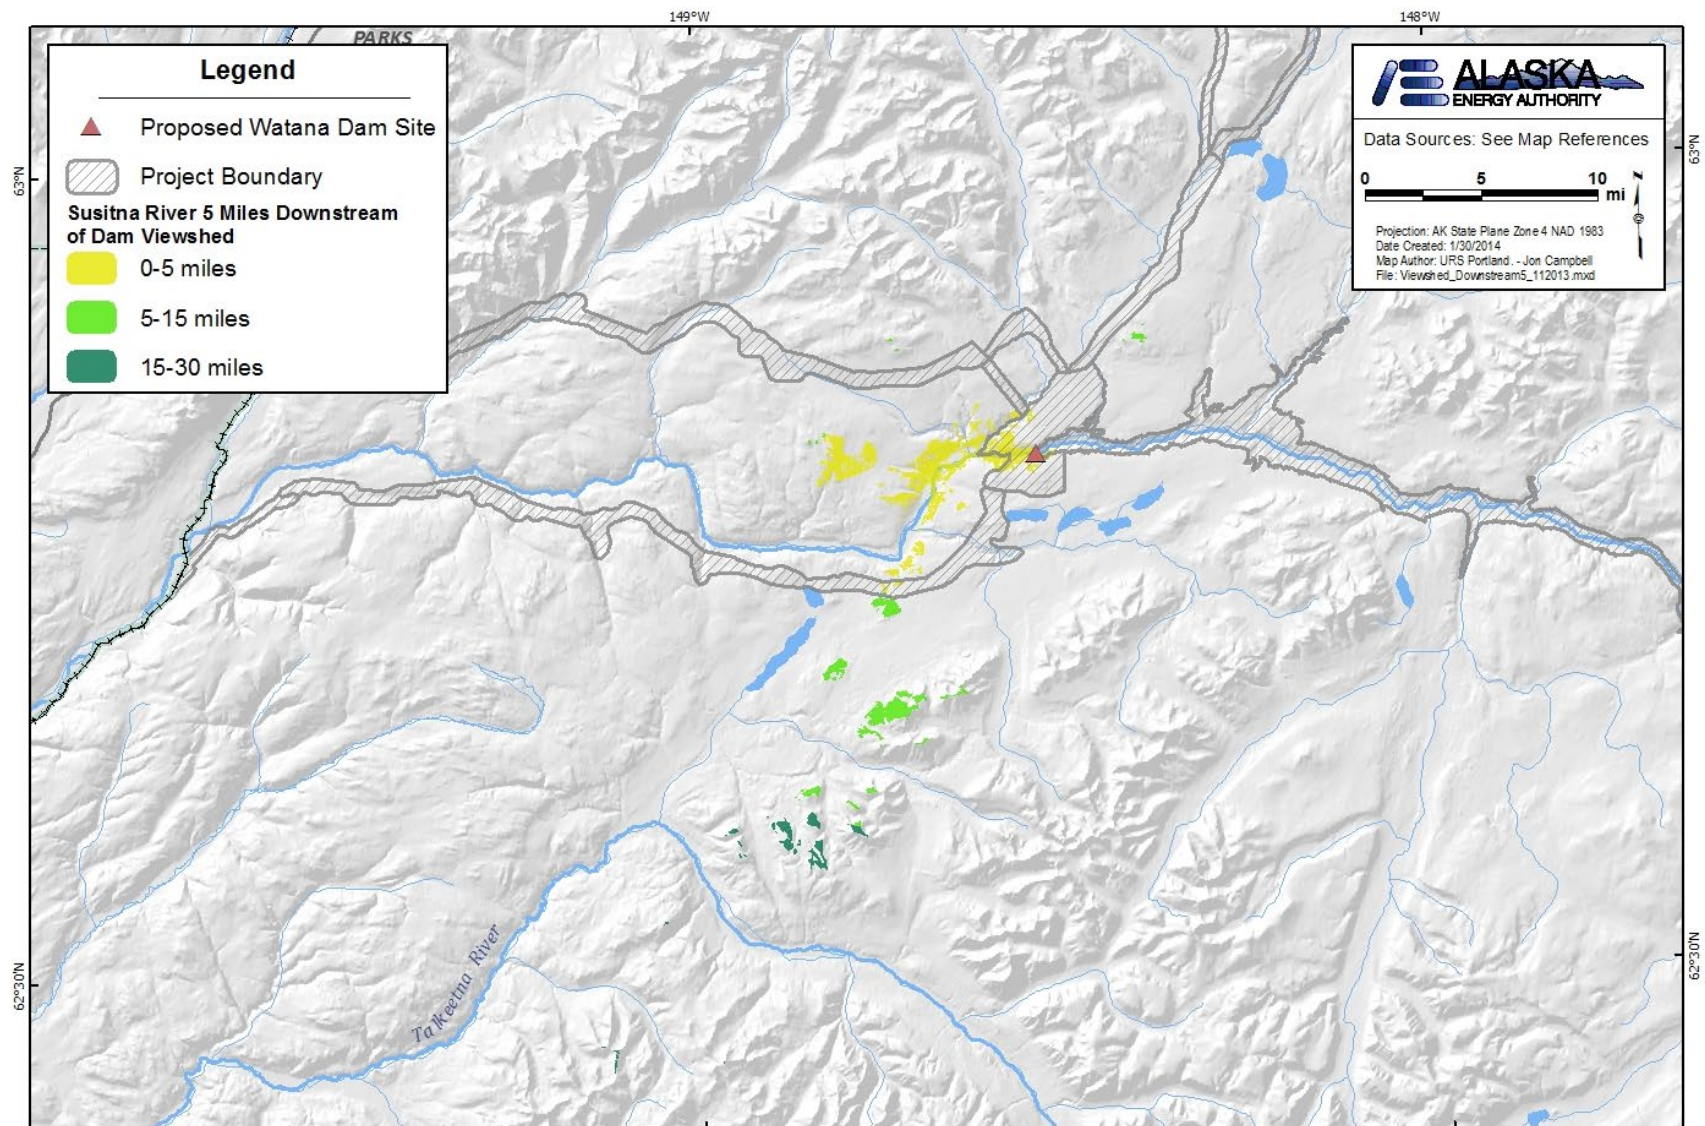 149°W
148°W
PARKS
Legend
Proposed Watana Dam Site
Project Boundary
Susitna River 5 Miles Downstream
of Dam Viewshed
0-5 miles
5-15 miles
15-30 miles
ALASKA
ENERGY AUTHORITY
Data Sources: See Map References
0 5 10
mi
N
Projection: AK State Plane Zone 4 NAD 1983
Date Created: 1/30/2014
Map Author: URS Portland. - Jon Campbell
File: Viewshed_Downstream5_112013.mxd
63°N
63°N
Talkeetna River
62°30'N
62°30'N